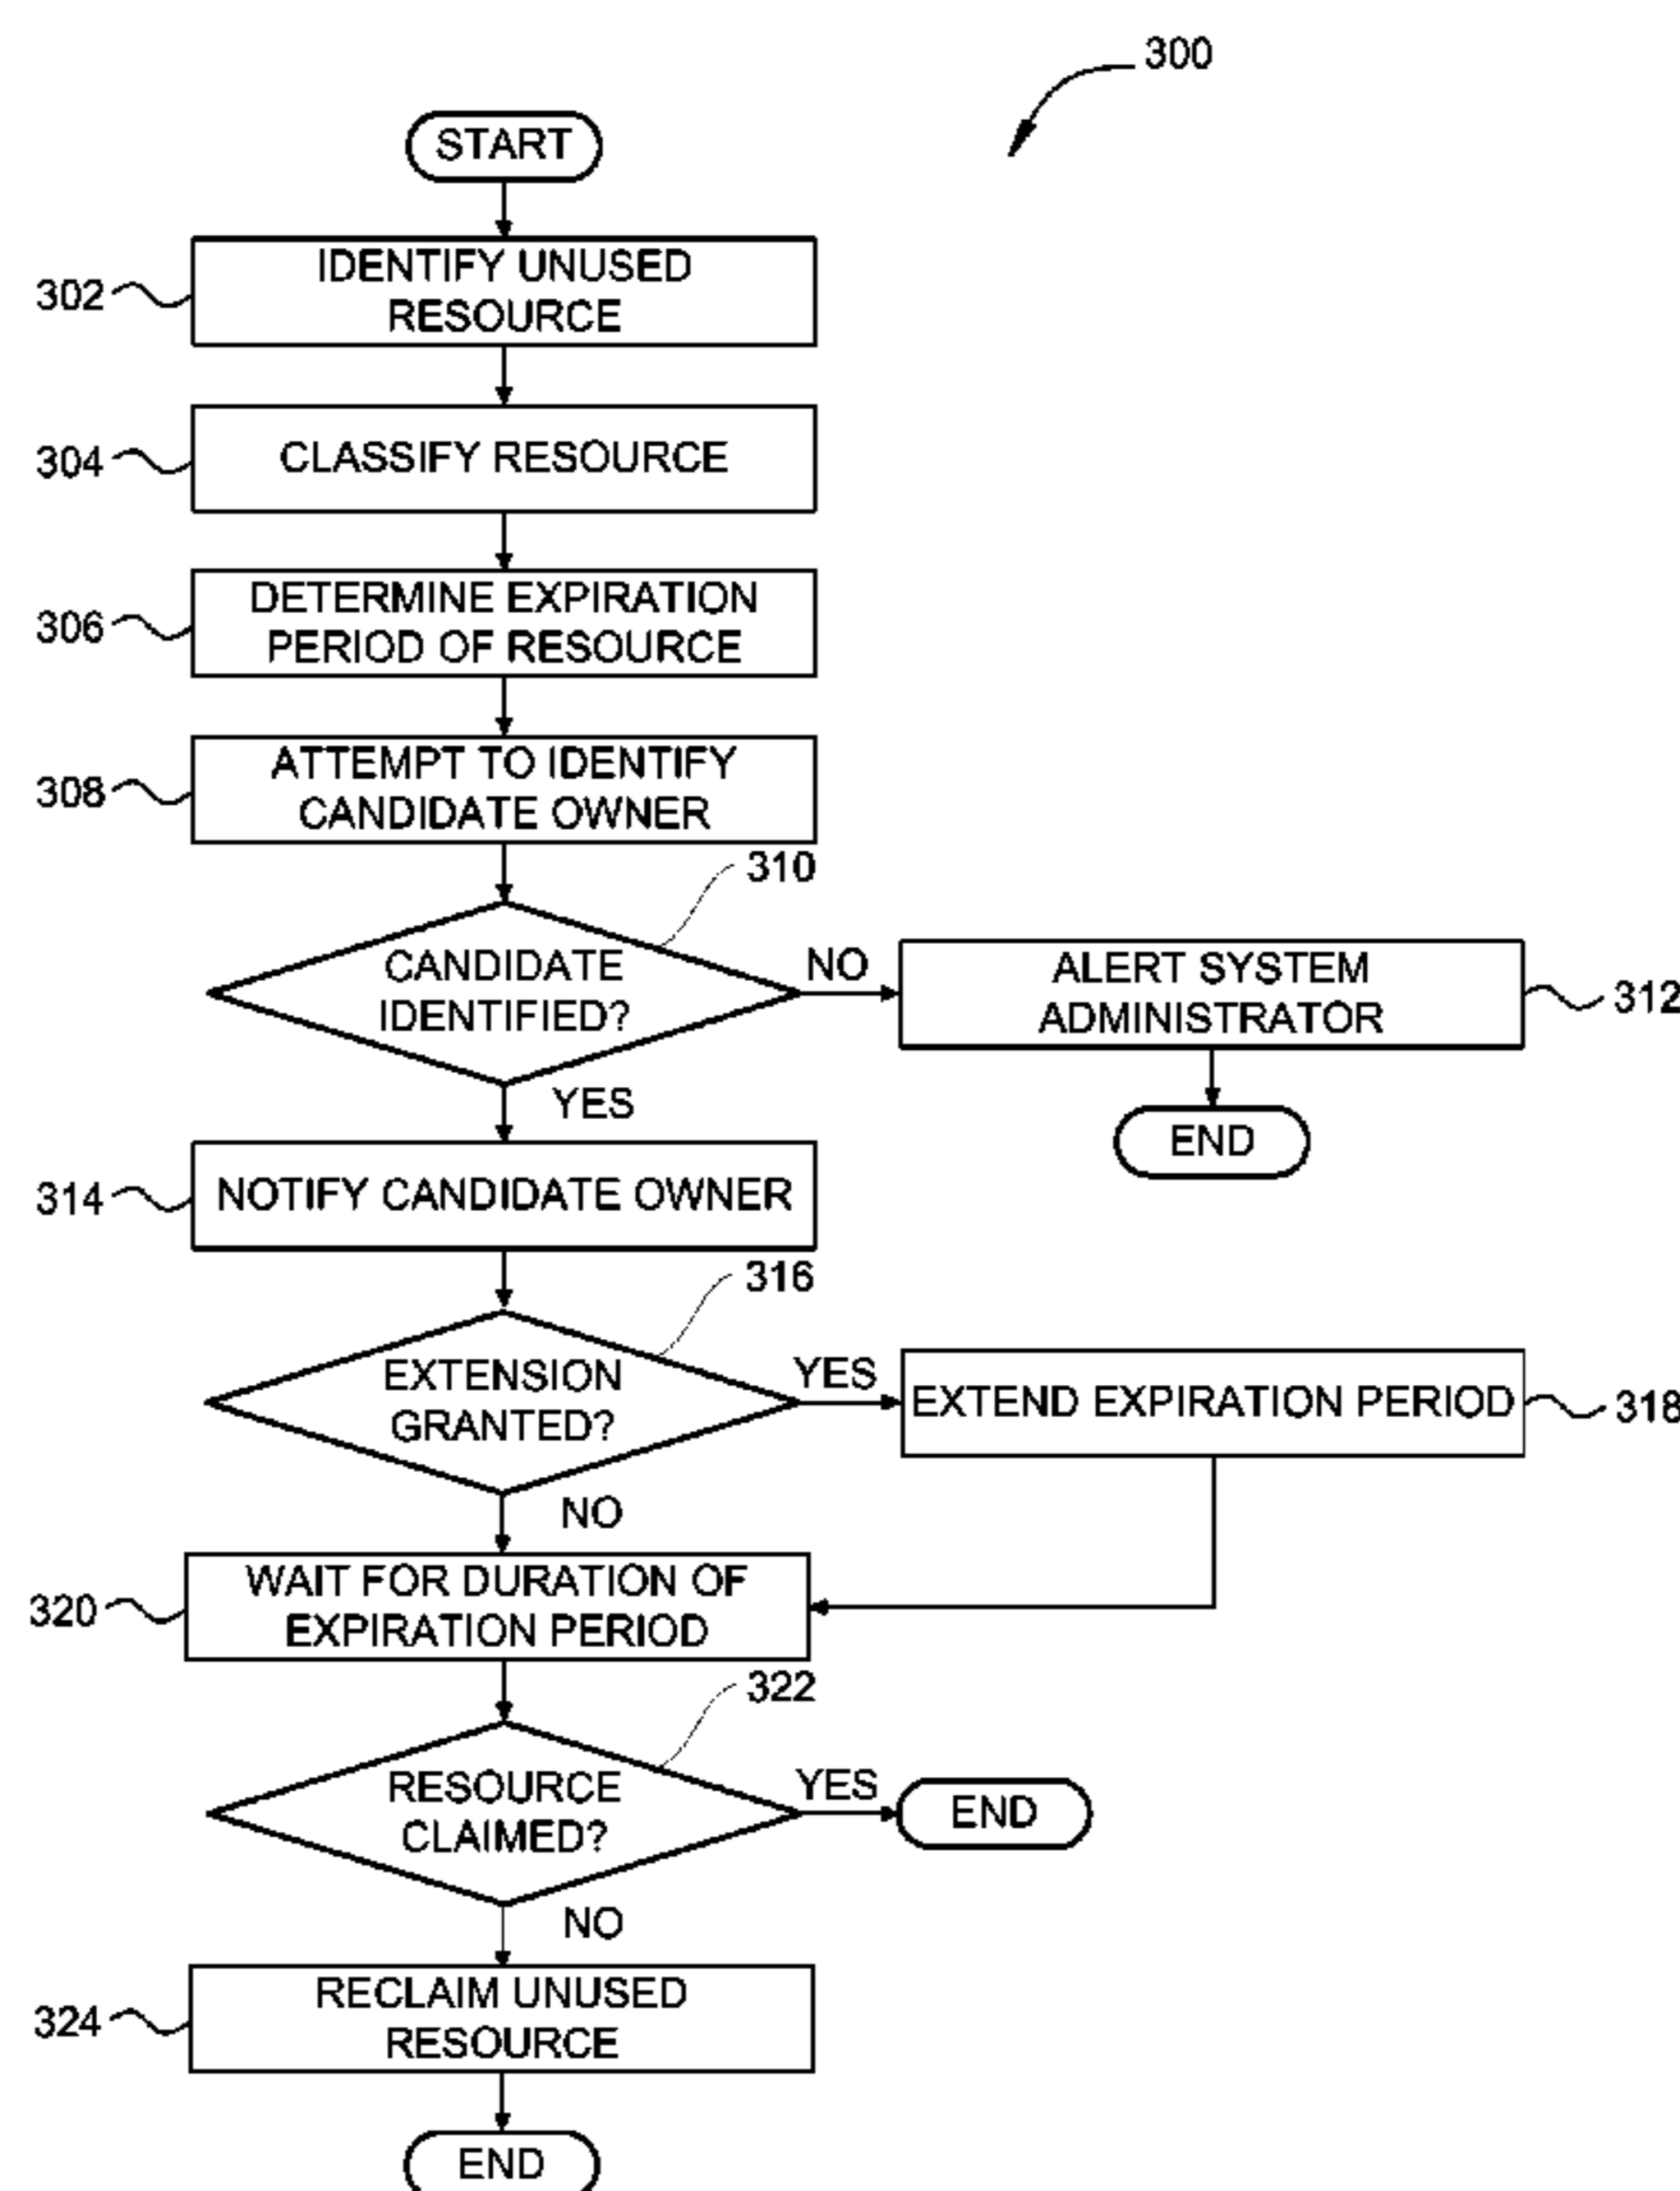 300
START
302
IDENTIFY UNUSED
RESOURCE
304
CLASSIFY RESOURCE
306
DETERMINE EXPIRATION
PERIOD OF RESOURCE
308
ATTEMPT TO IDENTIFY
CANDIDATE OWNER
310
CANDIDATE
IDENTIFIED?
NO
ALERT SYSTEM
ADMINISTRATOR
312
YES
END
314
NOTIFY CANDIDATE OWNER
316
EXTENSION
GRANTED?
YES
EXTEND EXPIRATION PERIOD
318
NO
320
WAIT FOR DURATION OF
EXPIRATION PERIOD
322
RESOURCE
CLAIMED?
YES
END
NO
324
RECLAIM UNUSED
RESOURCE
END